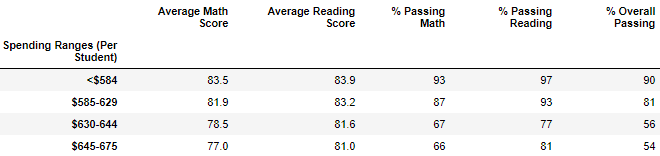 Average Math Score Average Reading Score % Passing Math % Passing Reading % Overall Passing
Spending Ranges (Per Student)
<$584 83.5 83.9 93 97 90
$585-629 81.9 83.2 87 93 81
$630-644 78.5 81.6 67 77 56
$645-675 77.0 81.0 66 81 54